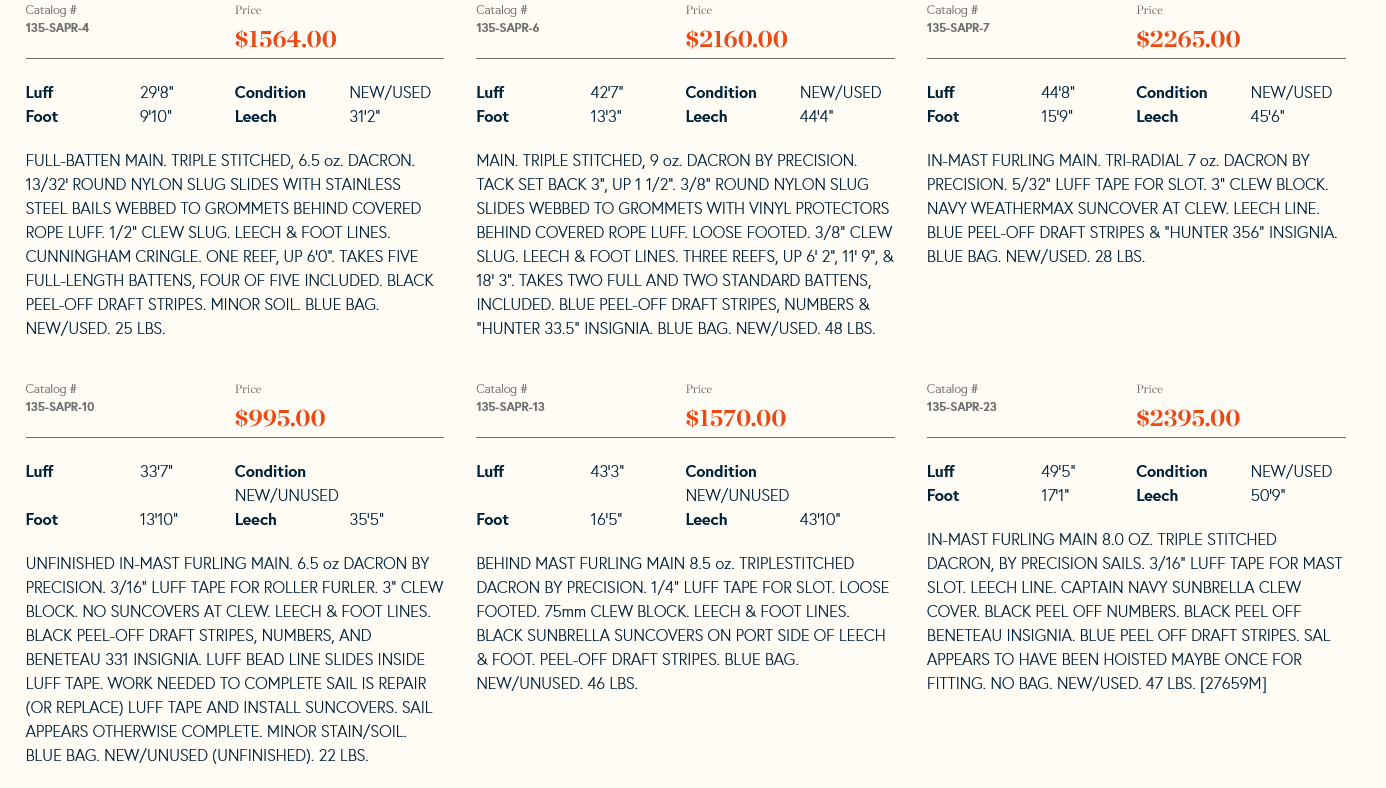 Catalog #
135-SAPR-4
Price
$1564.00
Luff 29'8" Condition NEW/USED
Foot 9'10" Leech 31'2"
FULL-BATTEN MAIN. TRIPLE STITCHED, 6.5 oz. DACRON.
13/32' ROUND NYLON SLUG SLIDES WITH STAINLESS
STEEL BAILS WEBBED TO GROMMETS BEHIND COVERED
ROPE LUFF. 1/2" CLEW SLUG. LEECH & FOOT LINES.
CUNNINGHAM CRINGLE. ONE REEF, UP 6'0". TAKES FIVE
FULL-LENGTH BATTENS, FOUR OF FIVE INCLUDED. BLACK
PEEL-OFF DRAFT STRIPES. MINOR SOIL. BLUE BAG.
NEW/USED. 25 LBS.
Catalog #
135-SAPR-6
Price
$2160.00
Luff 42'7" Condition NEW/USED
Foot 13'3" Leech 44'4"
MAIN. TRIPLE STITCHED, 9 oz. DACRON BY PRECISION.
TACK SET BACK 3", UP 1 1/2". 3/8" ROUND NYLON SLUG
SLIDES WEBBED TO GROMMETS WITH VINYL PROTECTORS
BEHIND COVERED ROPE LUFF. LOOSE FOOTED. 3/8" CLEW
SLUG. LEECH & FOOT LINES. THREE REEFS, UP 6' 2", 11' 9", &
18' 3". TAKES TWO FULL AND TWO STANDARD BATTENS,
INCLUDED. BLUE PEEL-OFF DRAFT STRIPES, NUMBERS &
"HUNTER 33.5" INSIGNIA. BLUE BAG. NEW/USED. 48 LBS.
Catalog #
135-SAPR-7
Price
$2265.00
Luff 44'8" Condition NEW/USED
Foot 15'9" Leech 45'6"
IN-MAST FURLING MAIN. TRI-RADIAL 7 oz. DACRON BY
PRECISION. 5/32" LUFF TAPE FOR SLOT. 3" CLEW BLOCK.
NAVY WEATHERMAX SUNCOVER AT CLEW. LEECH LINE.
BLUE PEEL-OFF DRAFT STRIPES & "HUNTER 356" INSIGNIA.
BLUE BAG. NEW/USED. 28 LBS.
Catalog #
135-SAPR-10
Price
$995.00
Luff 33'7" Condition
NEW/UNUSED
Foot 13'10" Leech 35'5"
UNFINISHED IN-MAST FURLING MAIN. 6.5 oz DACRON BY
PRECISION. 3/16" LUFF TAPE FOR ROLLER FURLER. 3" CLEW
BLOCK. NO SUNCOVERS AT CLEW. LEECH & FOOT LINES.
BLACK PEEL-OFF DRAFT STRIPES, NUMBERS, AND
BENETEAU 331 INSIGNIA. LUFF BEAD LINE SLIDES INSIDE
LUFF TAPE. WORK NEEDED TO COMPLETE SAIL IS REPAIR
(OR REPLACE) LUFF TAPE AND INSTALL SUNCOVERS. SAIL
APPEARS OTHERWISE COMPLETE. MINOR STAIN/SOIL.
BLUE BAG. NEW/UNUSED (UNFINISHED). 22 LBS.
Catalog #
135-SAPR-13
Price
$1570.00
Luff 43'3" Condition
NEW/UNUSED
Foot 16'5" Leech 43'10"
BEHIND MAST FURLING MAIN 8.5 oz. TRIPLESTITCHED
DACRON BY PRECISION. 1/4" LUFF TAPE FOR SLOT. LOOSE
FOOTED. 75mm CLEW BLOCK. LEECH & FOOT LINES.
BLACK SUNBRELLA SUNCOVERS ON PORT SIDE OF LEECH
& FOOT. PEEL-OFF DRAFT STRIPES. BLUE BAG.
NEW/UNUSED. 46 LBS.
Catalog #
135-SAPR-23
Price
$2395.00
Luff 49'5" Condition NEW/USED
Foot 17'1" Leech 50'9"
IN-MAST FURLING MAIN 8.0 OZ. TRIPLE STITCHED
DACRON, BY PRECISION SAILS. 3/16" LUFF TAPE FOR MAST
SLOT. LEECH LINE. CAPTAIN NAVY SUNBRELLA CLEW
COVER. BLACK PEEL OFF NUMBERS. BLACK PEEL OFF
BENETEAU INSIGNIA. BLUE PEEL OFF DRAFT STRIPES. SAL
APPEARS TO HAVE BEEN HOISTED MAYBE ONCE FOR
FITTING. NO BAG. NEW/USED. 47 LBS. [27659M]